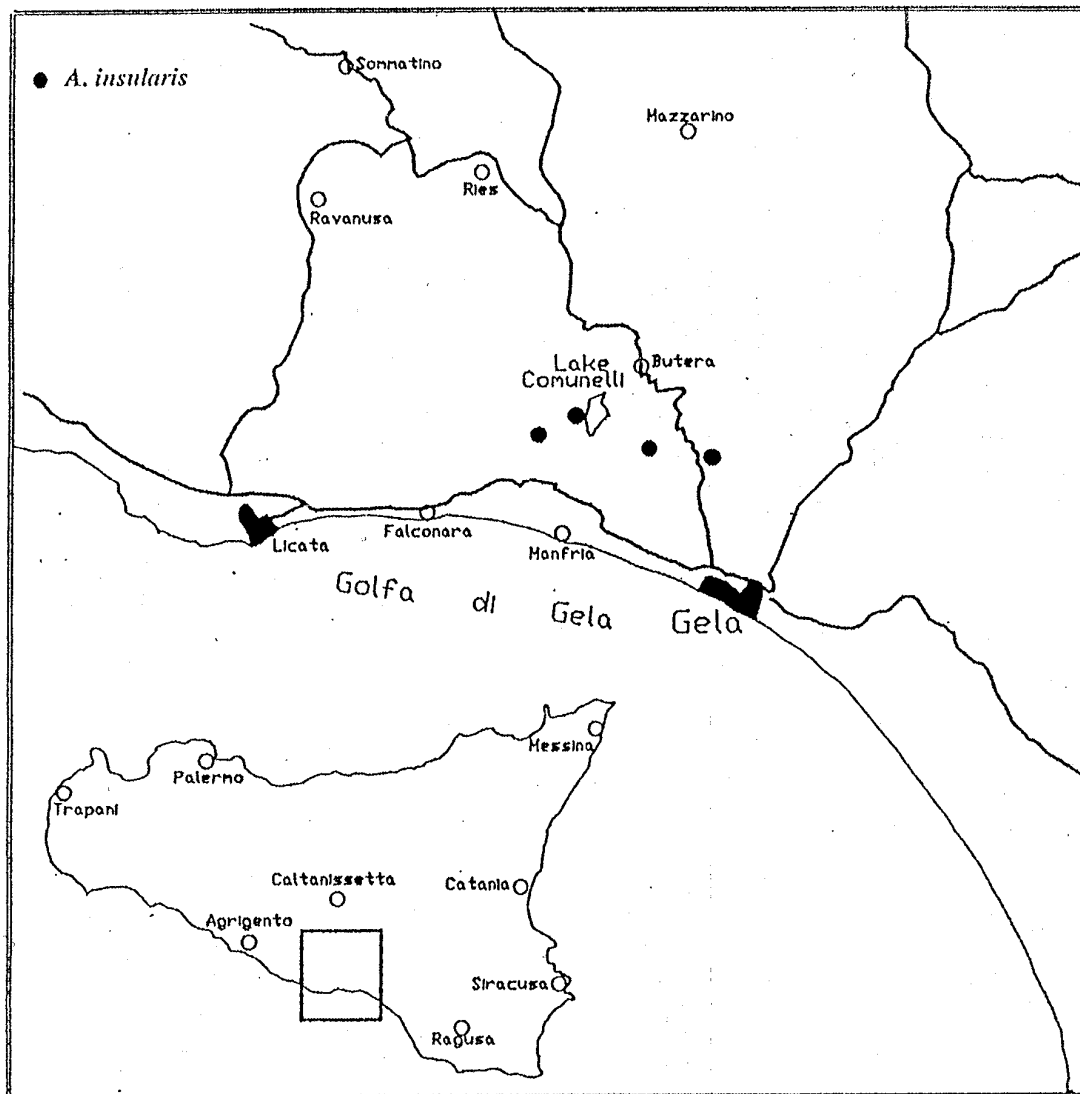 A. insularis
Sommatino
Mazzarino
Ries
Ravanusa
Lake
Comunelli
Butera
Licata
Falconara
Manfria
Golfa di Gela
Gela
Messina
Palermo
Trapani
Caltanissetta
Catania
Agrigento
Siracusa
Ragusa